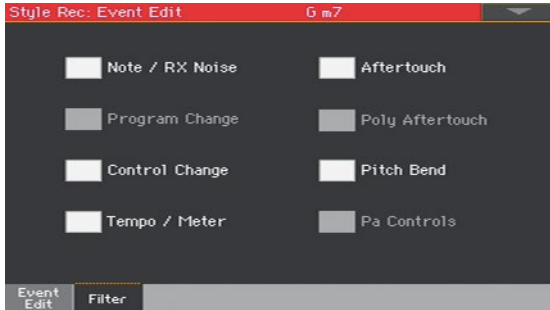 Style Rec: Event Edit
G m7
Note / RX Noise
Aftertouch
Program Change
Poly Aftertouch
Control Change
Pitch Bend
Tempo / Meter
Pa Controls
Event
Edit
Filter